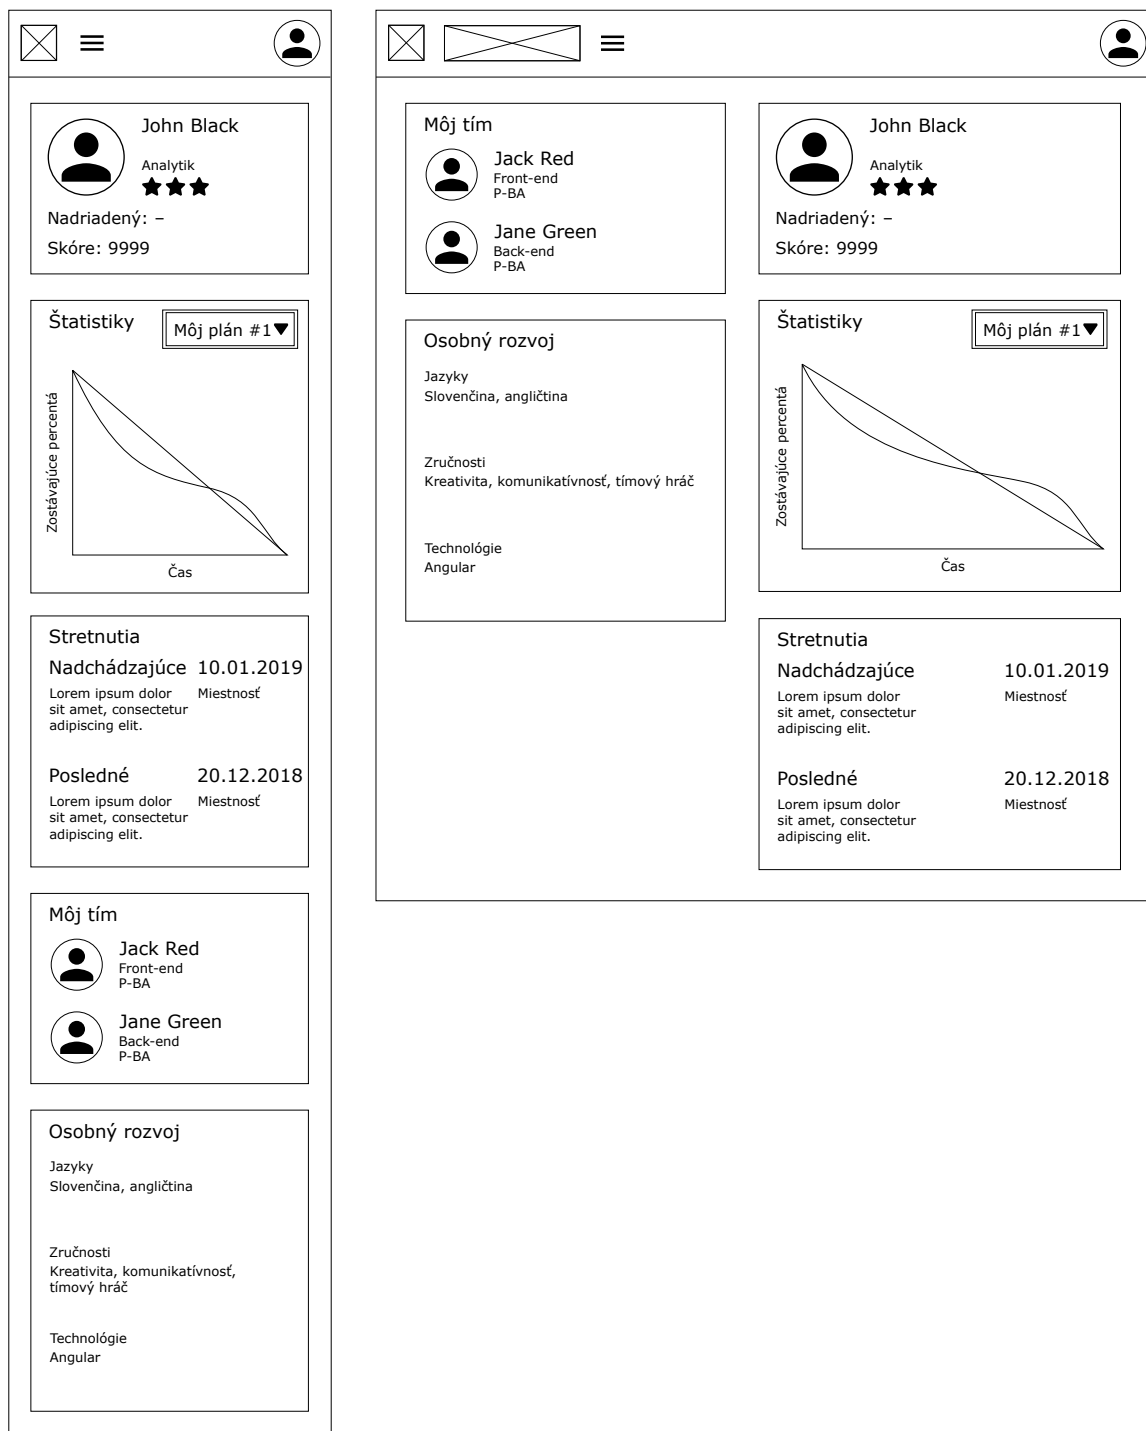 John Black
Analytik
Nadriadený: –
Skóre: 9999
Štatistiky
Môj plán #1
Zostávajúce percentá
Čas
Stretnutia
Nadchádzajúce 10.01.2019
Lorem ipsum dolor Miestnosť
sit amet, consectetur
adipiscing elit.
Posledné 20.12.2018
Lorem ipsum dolor Miestnosť
sit amet, consectetur
adipiscing elit.
Môj tím
Jack Red
Front-end
P-BA
Jane Green
Back-end
P-BA
Osobný rozvoj
Jazyky
Slovenčina, angličtina
Zručnosti
Kreativita, komunikatívnosť,
tímový hráč
Technológie
Angular
Môj tím
Jack Red
Front-end
P-BA
Jane Green
Back-end
P-BA
Osobný rozvoj
Jazyky
Slovenčina, angličtina
Zručnosti
Kreativita, komunikatívnosť, tímový hráč
Technológie
Angular
John Black
Analytik
Nadriadený: –
Skóre: 9999
Štatistiky
Môj plán #1
Zostávajúce percentá
Čas
Stretnutia
Nadchádzajúce 10.01.2019
Lorem ipsum dolor Miestnosť
sit amet, consectetur
adipiscing elit.
Posledné 20.12.2018
Lorem ipsum dolor Miestnosť
sit amet, consectetur
adipiscing elit.